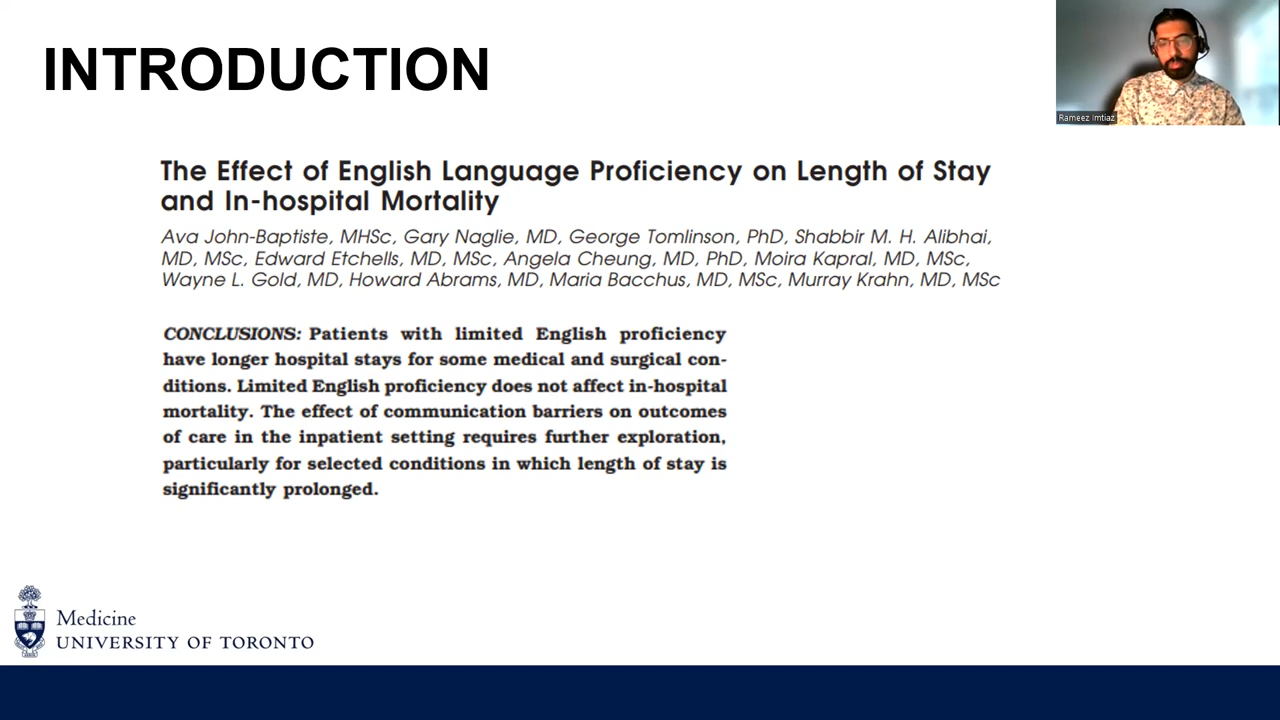 INTRODUCTION
Rameez Imtiaz
The Effect of English Language Proficiency on Length of Stay
and In-hospital Mortality
Ava John-Baptiste, MHSc, Gary Naglie, MD, George Tomlinson, PhD, Shabbir M. H. Alibhai,
MD, MSc, Edward Etchells, MD, MSc, Angela Cheung, MD, PhD, Moira Kapral, MD, MSc,
Wayne L. Gold, MD, Howard Abrams, MD, Maria Bacchus, MD, MSc, Murray Krahn, MD, MSc
CONCLUSIONS: Patients with limited English proficiency
have longer hospital stays for some medical and surgical con-
ditions. Limited English proficiency does not affect in-hospital
mortality. The effect of communication barriers on outcomes
of care in the inpatient setting requires further exploration,
particularly for selected conditions in which length of stay is
significantly prolonged.
Medicine
UNIVERSITY OF TORONTO